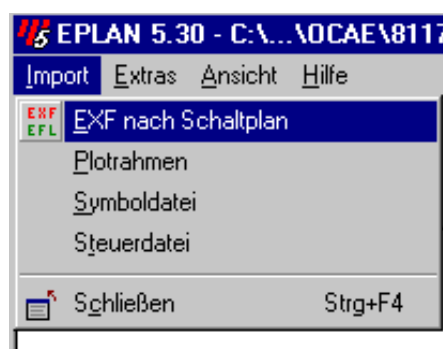 EPLAN 5.30 - C:\...\OCAE\8117
Import Extras Ansicht Hilfe
EXF EFL EXF nach Schaltplan
Plotrahmen
Symboldatei
Steuerdatei
Schließen Strg+F4